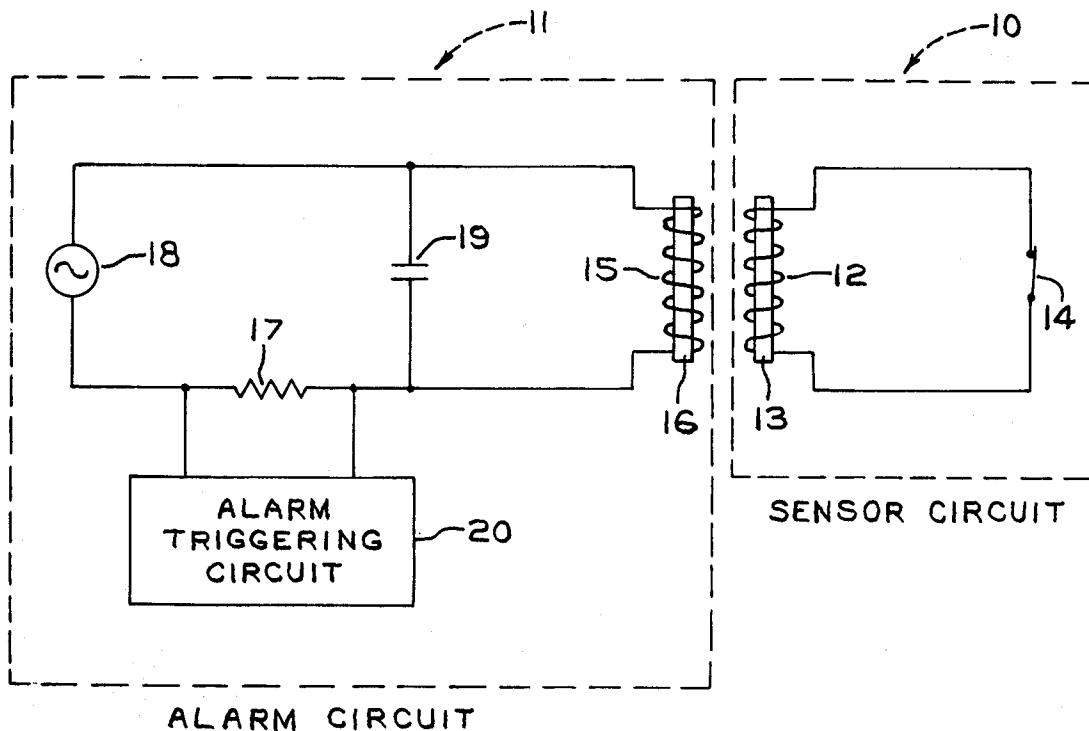 11
10
18
19
15
12
14
17
16
13
ALARM
TRIGGERING
CIRCUIT
20
SENSOR CIRCUIT
ALARM CIRCUIT